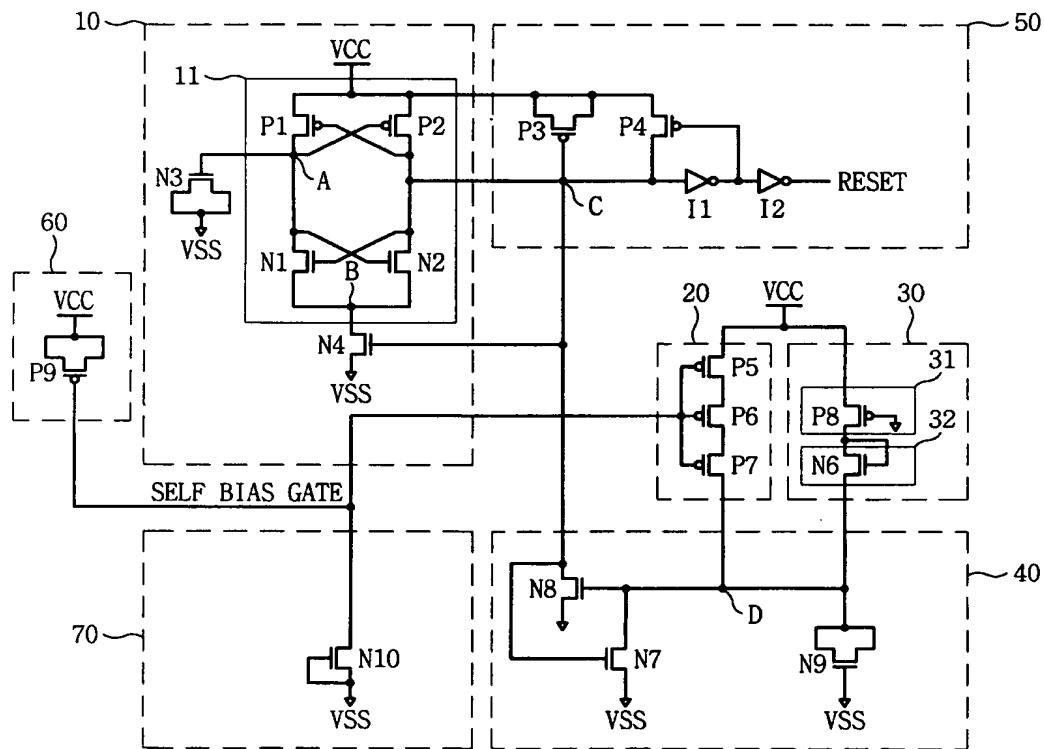 10
50
VCC
11
P1
P2
P3
P4
N3
A
C
I1
I2
RESET
VSS
60
N1
B
N2
VCC
P9
N4
VSS
20
VCC
30
P5
31
P6
P8
32
P7
N6
SELF BIAS GATE
N8
D
40
70
N10
N7
N9
VSS
VSS
VSS